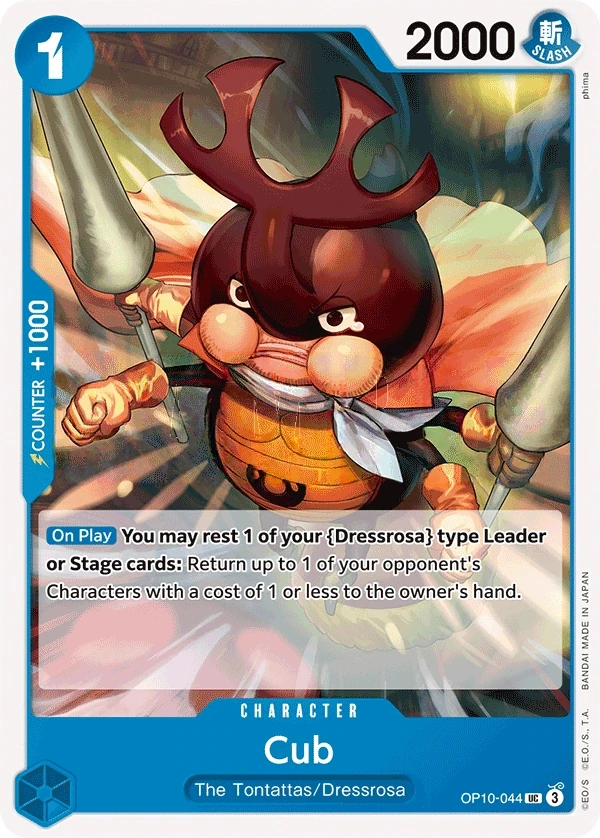 1
2000
斬
SLASH
phima
COUNTER +1000
On Play You may rest 1 of your {Dressrosa} type Leader
or Stage cards: Return up to 1 of your opponent's
Characters with a cost of 1 or less to the owner's hand.
CHARACTER
Cub
The Tontattas/Dressrosa
OP10-044 UC 3
©E.O/S ©E.O./S., T.A. BANDAI MADE IN JAPAN